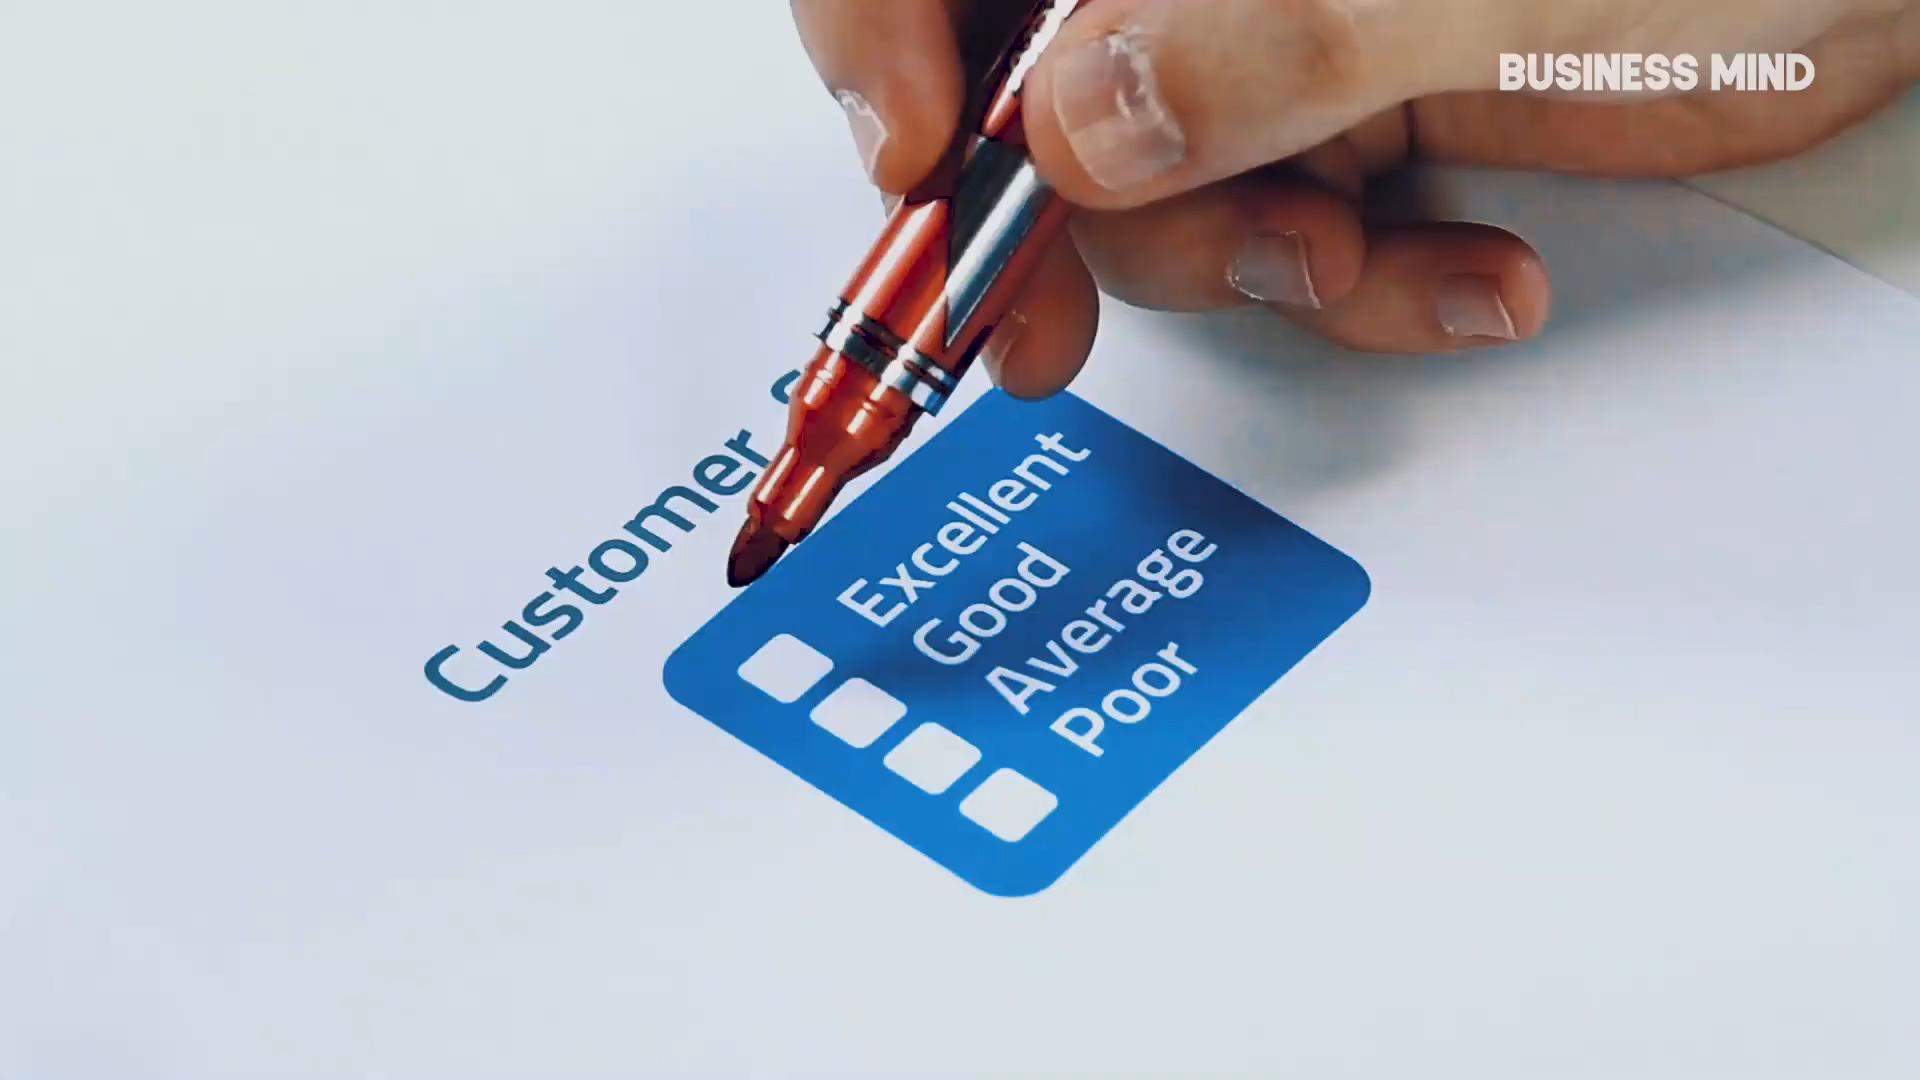 BUSINESS MIND
Customer
Excellent
Good
Average
Poor